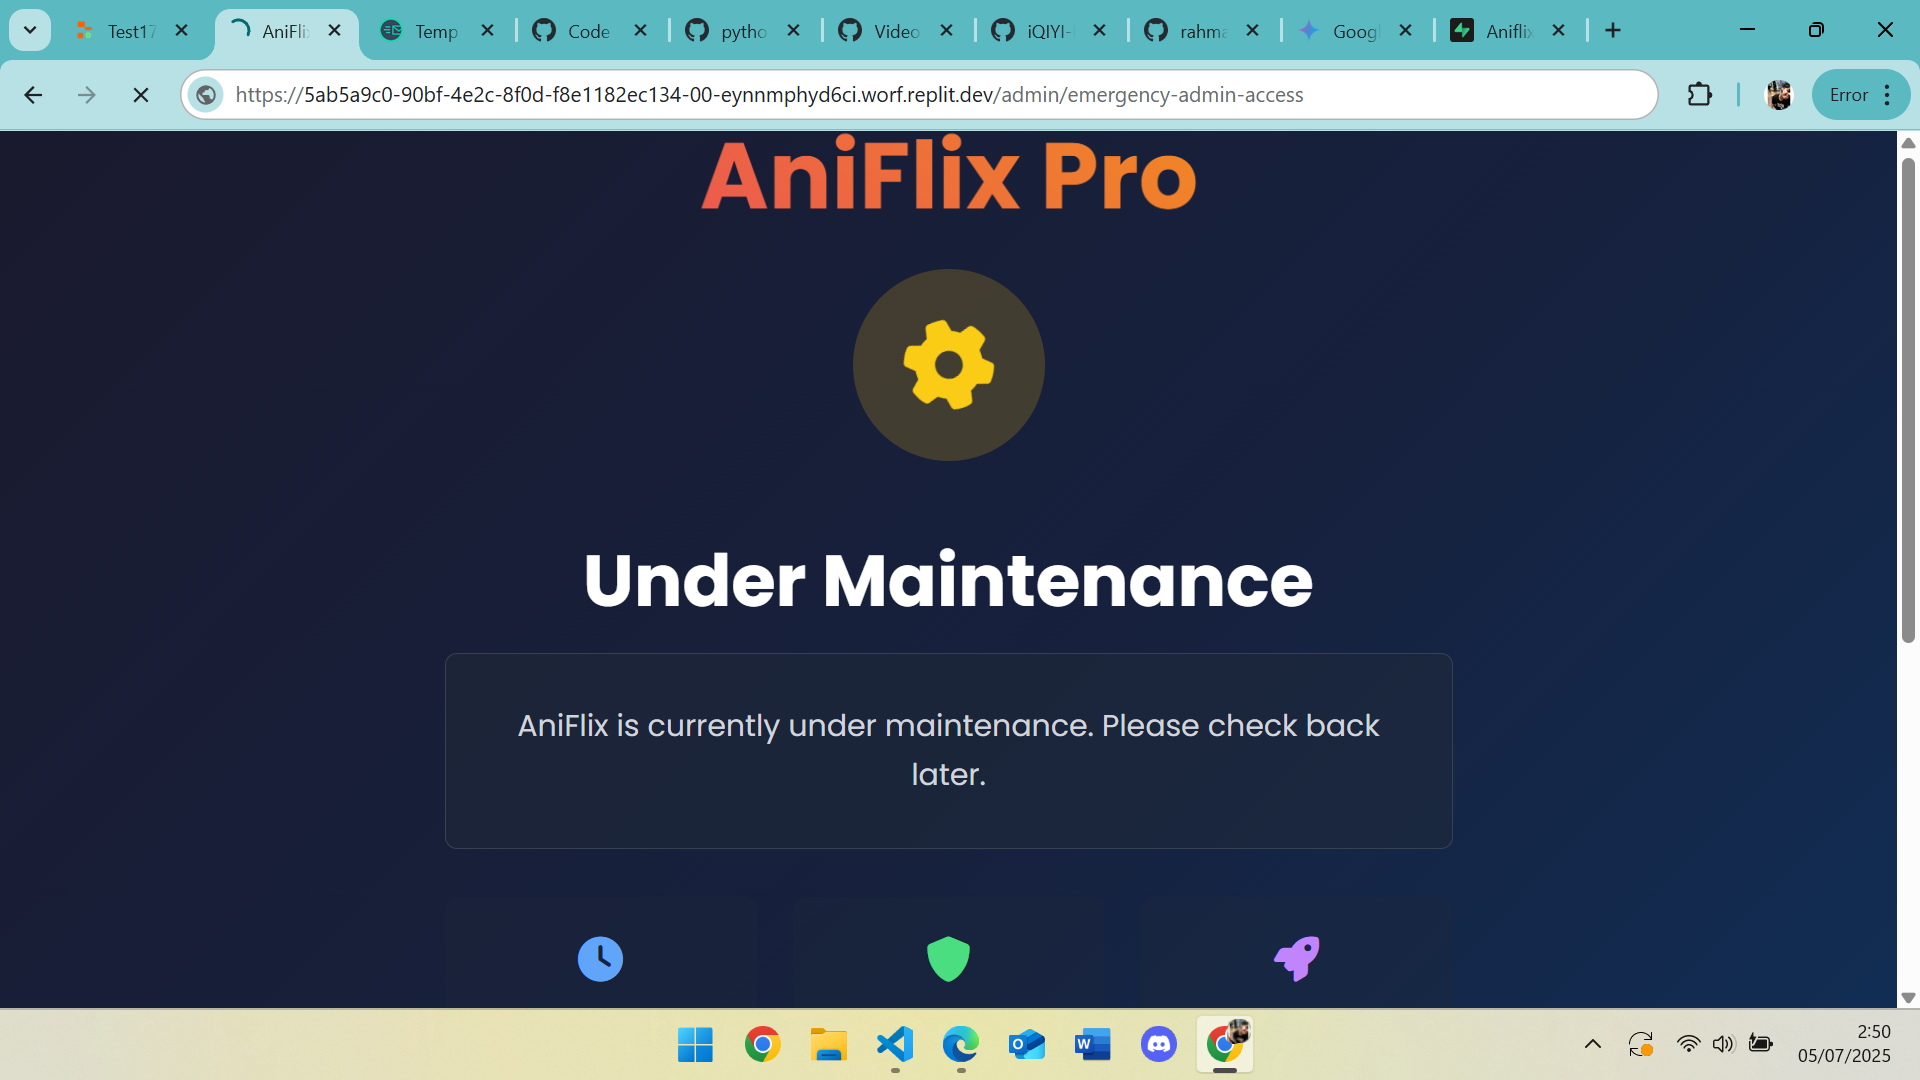 Test17
AniFlix
Temp
Code
pytho
Video
iQIYI-
rahma
Googl
Aniflix
https://5ab5a9c0-90bf-4e2c-8f0d-f8e1182ec134-00-eynnmphyd6ci.worf.replit.dev/admin/emergency-admin-access
Error
AniFlix Pro
Under Maintenance
AniFlix is currently under maintenance. Please check back
later.
2:50
05/07/2025